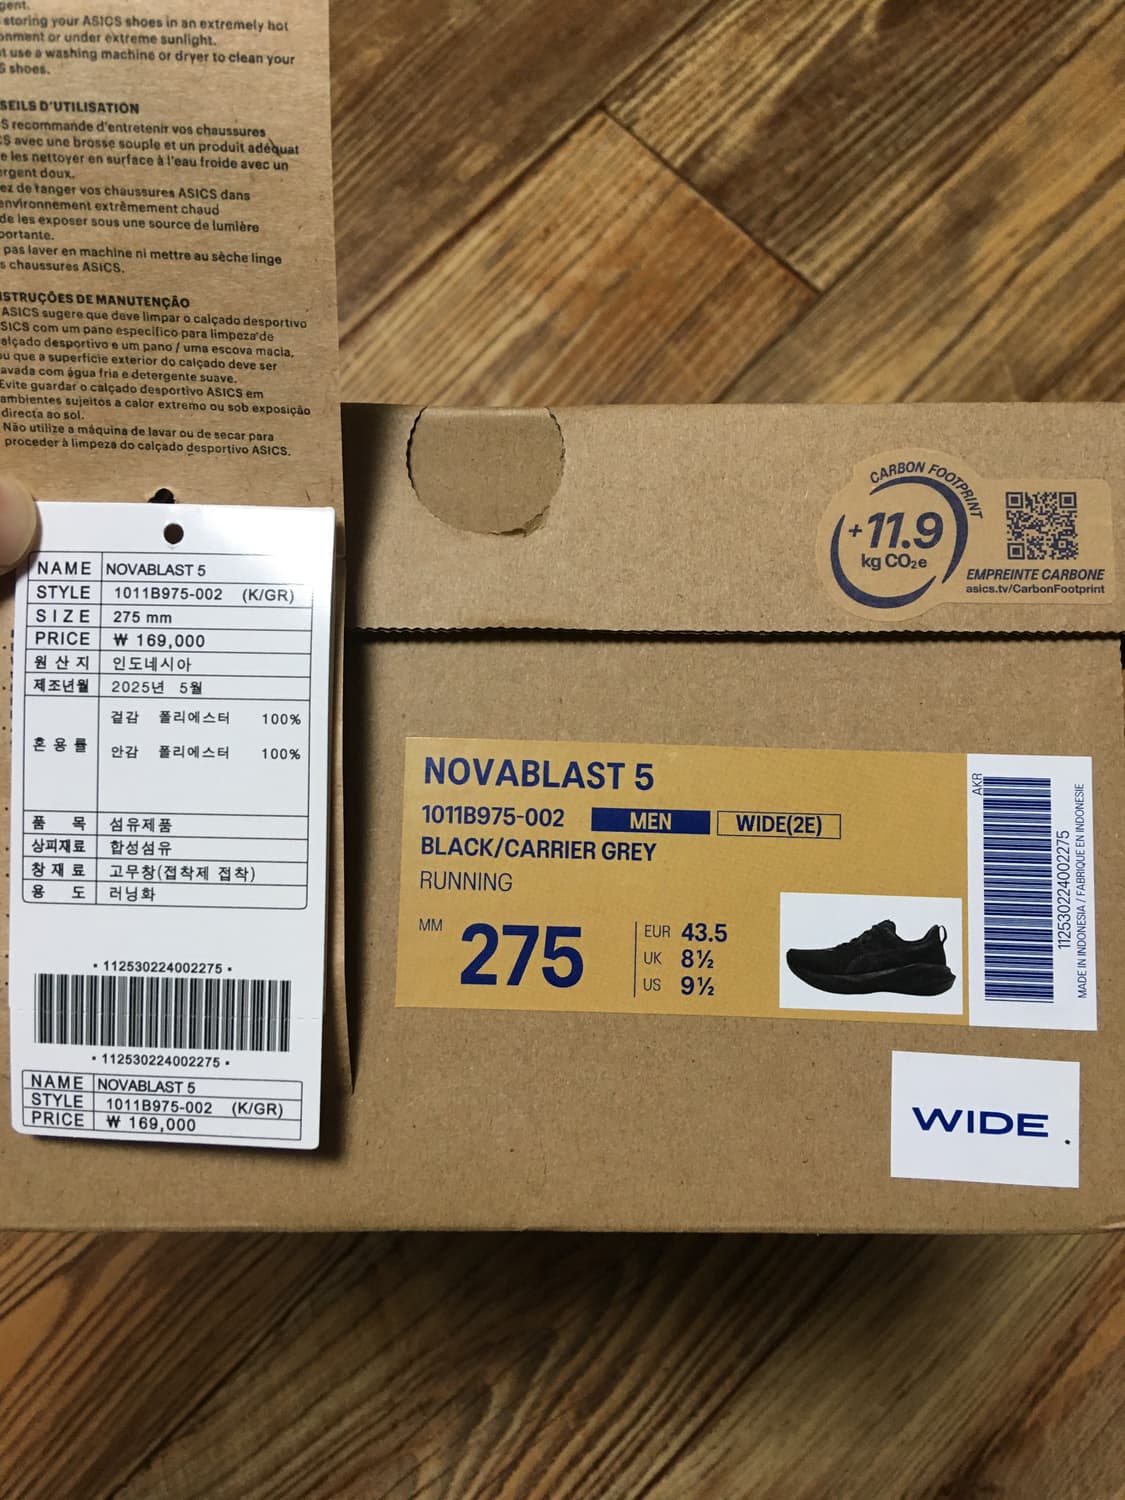 gent.
storing your ASICS shoes in an extremely hot
onment or under extreme sunlight.
t use a washing machine or dryer to clean your
S shoes.
SEILS D'UTILISATION
S recommande d'entretenir vos chaussures
CS avec une brosse souple et un produit adéquat
e les nettoyer en surface à l'eau froide avec un
ergent doux.
ez de ranger vos chaussures ASICS dans
environnement extrêmement chaud
de les exposer sous une source de lumière
portante.
pas laver en machine ni mettre au sèche linge
s chaussures ASICS.
STRUÇÕES DE MANUTENÇÃO
ASICS sugere que deve limpar o calçado desportivo
SICS com um pano específico para limpeza de
alçado desportivo e um pano / uma escova macia,
ou que a superfície exterior do calçado deve ser
avada com água fria e detergente suave.
Evite guardar o calçado desportivo ASICS em
ambientes sujeitos a calor extremo ou sob exposição
directa ao sol.
Não utilize a máquina de lavar ou de secar para
proceder à limpeza do calçado desportivo ASICS.
NAME NOVABLAST 5
STYLE 1011B975-002 (K/GR)
SIZE 275 mm
PRICE ₩ 169,000
원산지 인도네시아
제조년월 2025년 5월
혼용률 겉감 폴리에스터 100%
안감 폴리에스터 100%
품 목 섬유제품
상피재료 합성섬유
창재료 고무창(접착제 접착)
용 도 러닝화
• 112530224002275 •
• 112530224002275 •
NAME NOVABLAST 5
STYLE 1011B975-002 (K/GR)
PRICE ₩ 169,000
CARBON FOOTPRINT
+11.9
kg CO₂e
EMPREINTE CARBONE
asics.tv/CarbonFootprint
NOVABLAST 5
1011B975-002 MEN WIDE(2E)
BLACK/CARRIER GREY
RUNNING
MM 275
EUR 43.5
UK 8½
US 9½
AKR
112530224002275
MADE IN INDONESIA / FABRIQUE EN INDONESIE
WIDE .